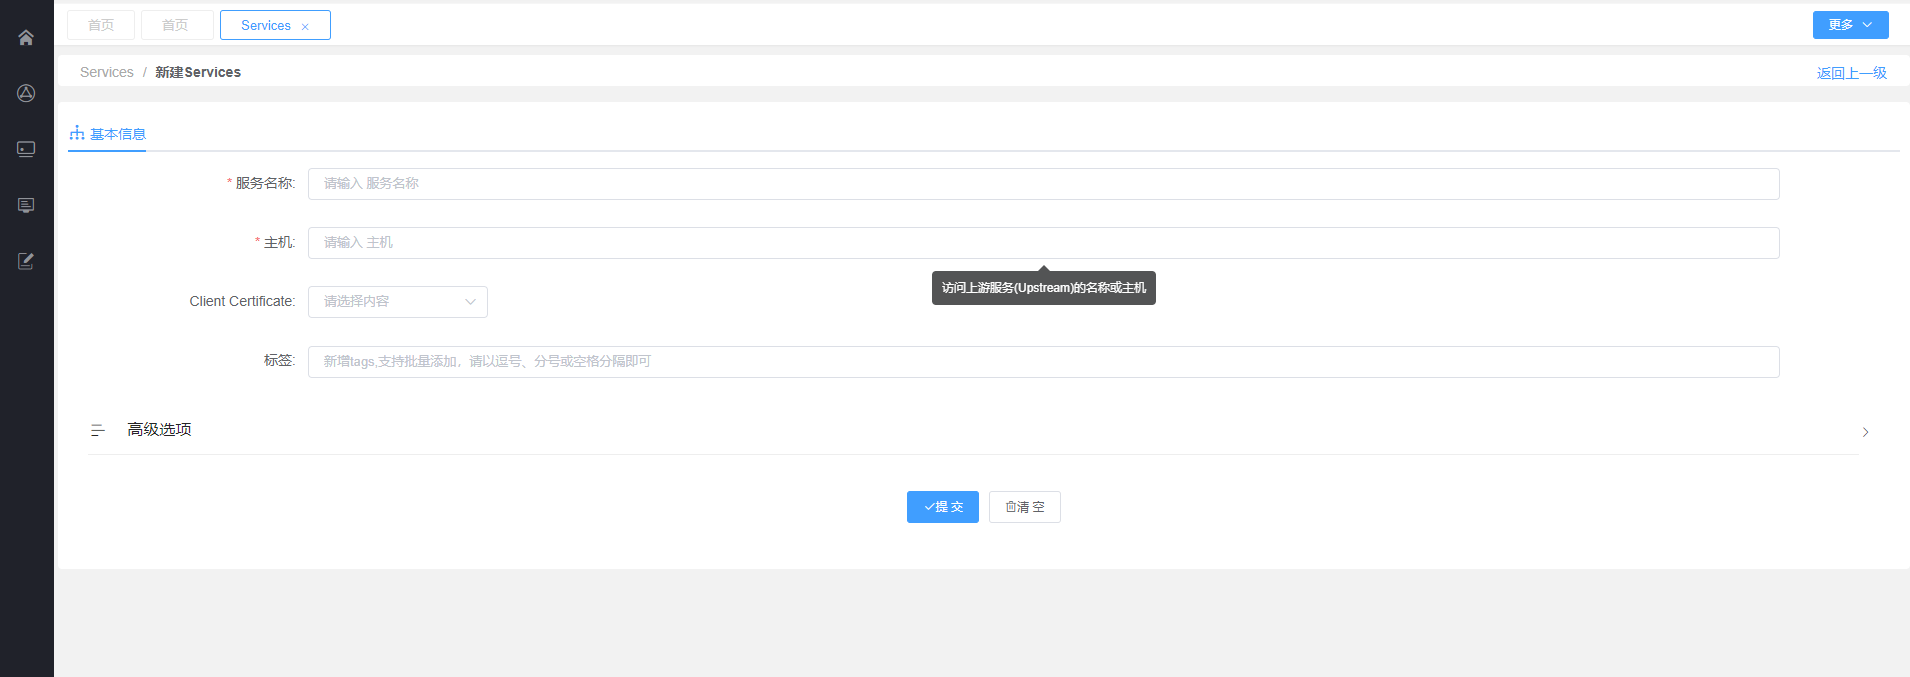 首页 首页 Services × 更多
Services / 新建Services 返回上一级
基本信息
* 服务名称: 请输入 服务名称
* 主机: 请输入 主机
访问上游服务(Upstream)的名称或主机
Client Certificate: 请选择内容
标签: 新增tags,支持批量添加，请以逗号、分号或空格分隔即可
高级选项
提 交 清 空